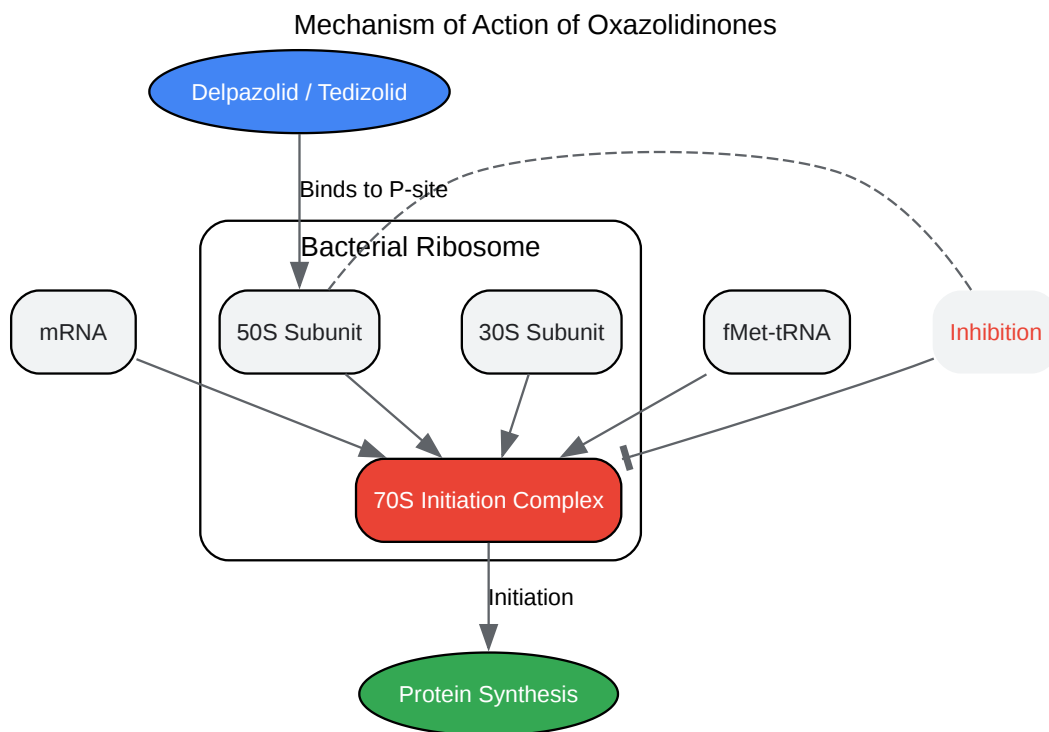 Mechanism of Action of Oxazolidinones
Delpazolid / Tedizolid
Binds to P-site
Bacterial Ribosome
mRNA
50S Subunit
30S Subunit
fMet-tRNA
Inhibition
70S Initiation Complex
Initiation
Protein Synthesis